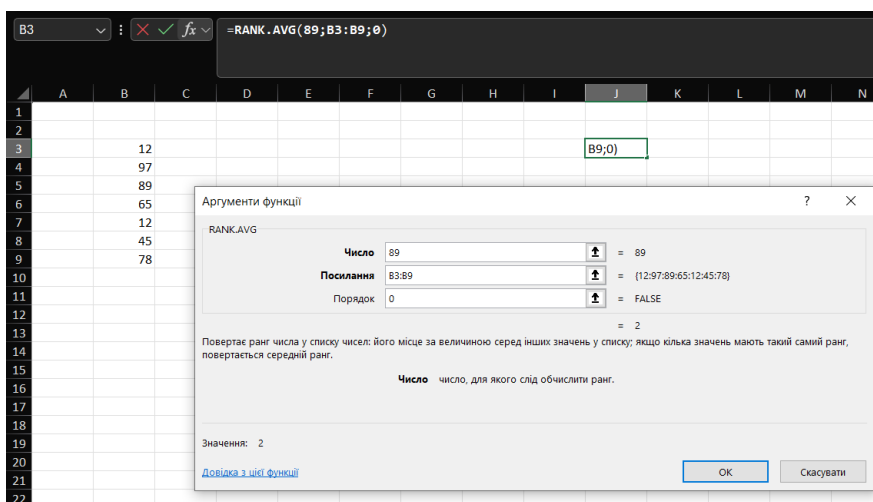 B3 fx =RANK.AVG(89;B3:B9;0)
A B C D E F G H I J K L M N
1
2
3 12 B9;0)
4 97
5 89
6 65
7 12
8 45
9 78
10
11
12
13
14
15
16
17
18
19
20
21
22
Аргументи функції ? ×
RANK.AVG
Число 89 = 89
Посилання B3:B9 = {12:97:89:65:12:45:78}
Порядок 0 = FALSE
= 2
Повертає ранг числа у списку чисел: його місце за величиною серед інших значень у списку; якщо кілька значень мають такий самий ранг,
повертається середній ранг.
Число число, для якого слід обчислити ранг.
Значення: 2
Довідка з цієї функції ОК Скасувати